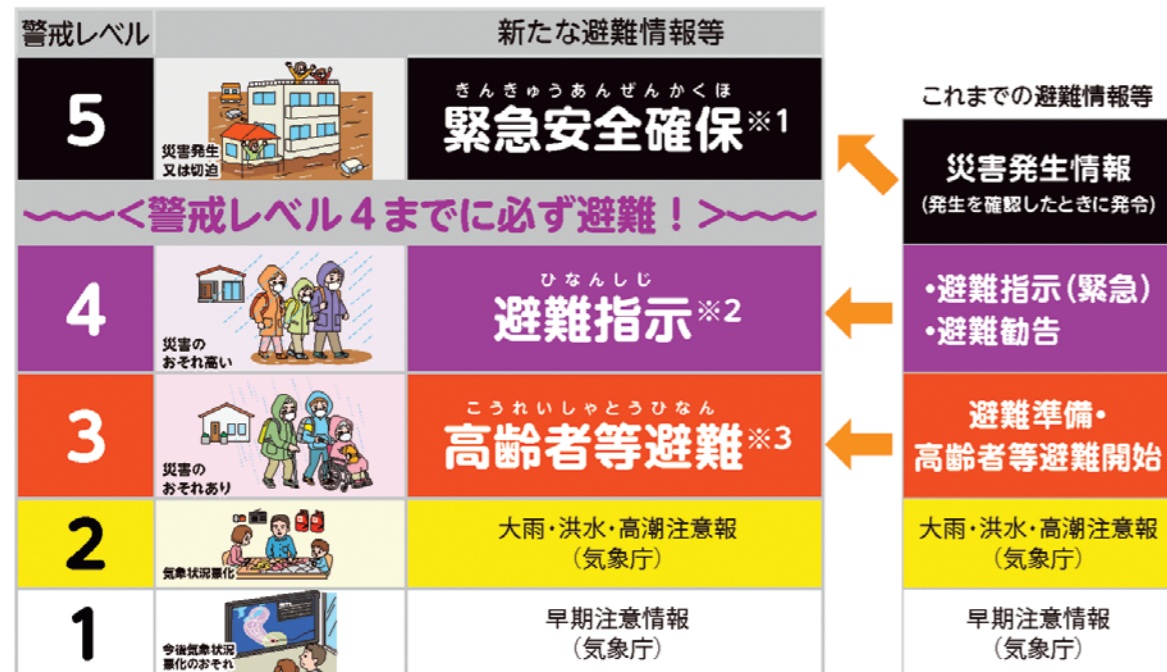 警戒レベル
新たな避難情報等
5
災害発生
又は切迫
きんきゅうあんぜんかくほ
緊急安全確保※1
<警戒レベル4までに必ず避難!>
4
災害の
おそれ高い
ひなんしじ
避難指示※2
3
災害の
おそれあり
こうれいしゃとうひなん
高齢者等避難※3
2
気象状況悪化
大雨・洪水・高潮注意報
(気象庁)
1
今後気象状況
悪化のおそれ
早期注意情報
(気象庁)
これまでの避難情報等
災害発生情報
(発生を確認したときに発令)
・避難指示(緊急)
・避難勧告
避難準備・
高齢者等避難開始
大雨・洪水・高潮注意報
(気象庁)
早期注意情報
(気象庁)